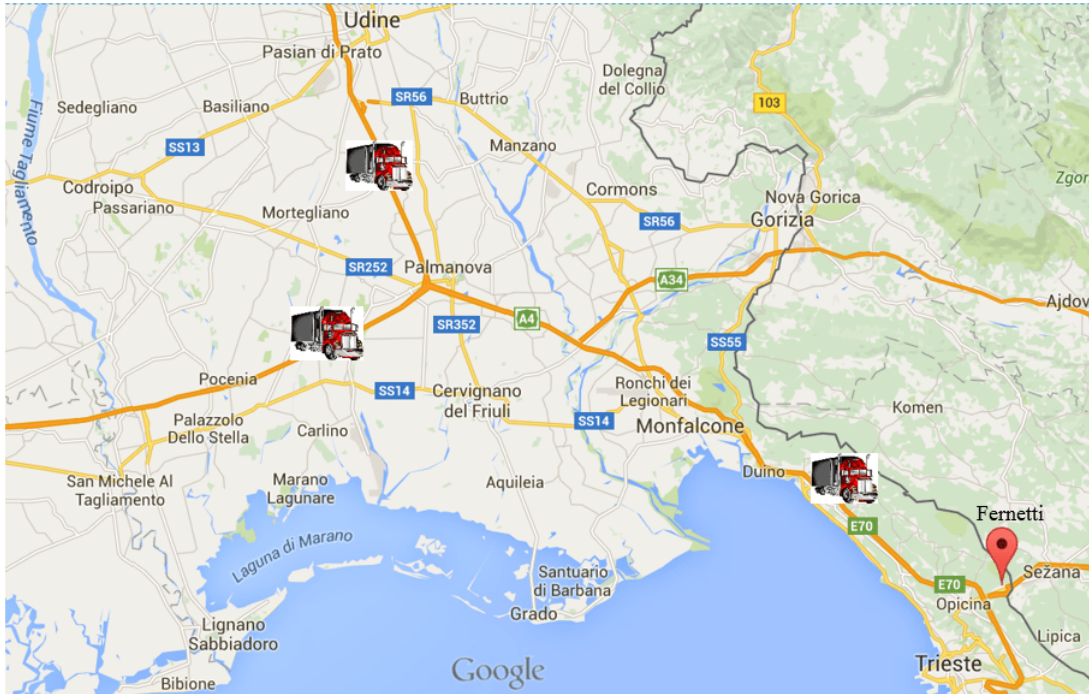 Udine
Pasian di Prato
Dolegna
del Collio
Sedegliano
Basiliano
SR56
Buttrio
103
Fiume Tagliamento
SS13
Manzano
Zgor
Codroipo
Passariano
Cormons
Nova Gorica
Mortegliano
SR56
Gorizia
SR252
Palmanova
A34
Ajdov
A4
SR352
SS55
Pocenia
SS14
Ronchi dei
Legionari
Cervignano
del Friuli
Komen
Palazzolo
Dello Stella
Carlino
SS14
Monfalcone
San Michele Al
Tagliamento
Marano
Lagunare
Aquileia
Duino
Fernetti
E70
Laguna di Marano
Santuario
di Barbana
E70
Sežana
Opicina
Grado
Lignano
Sabbiadoro
Lipica
Google
Trieste
Bibione